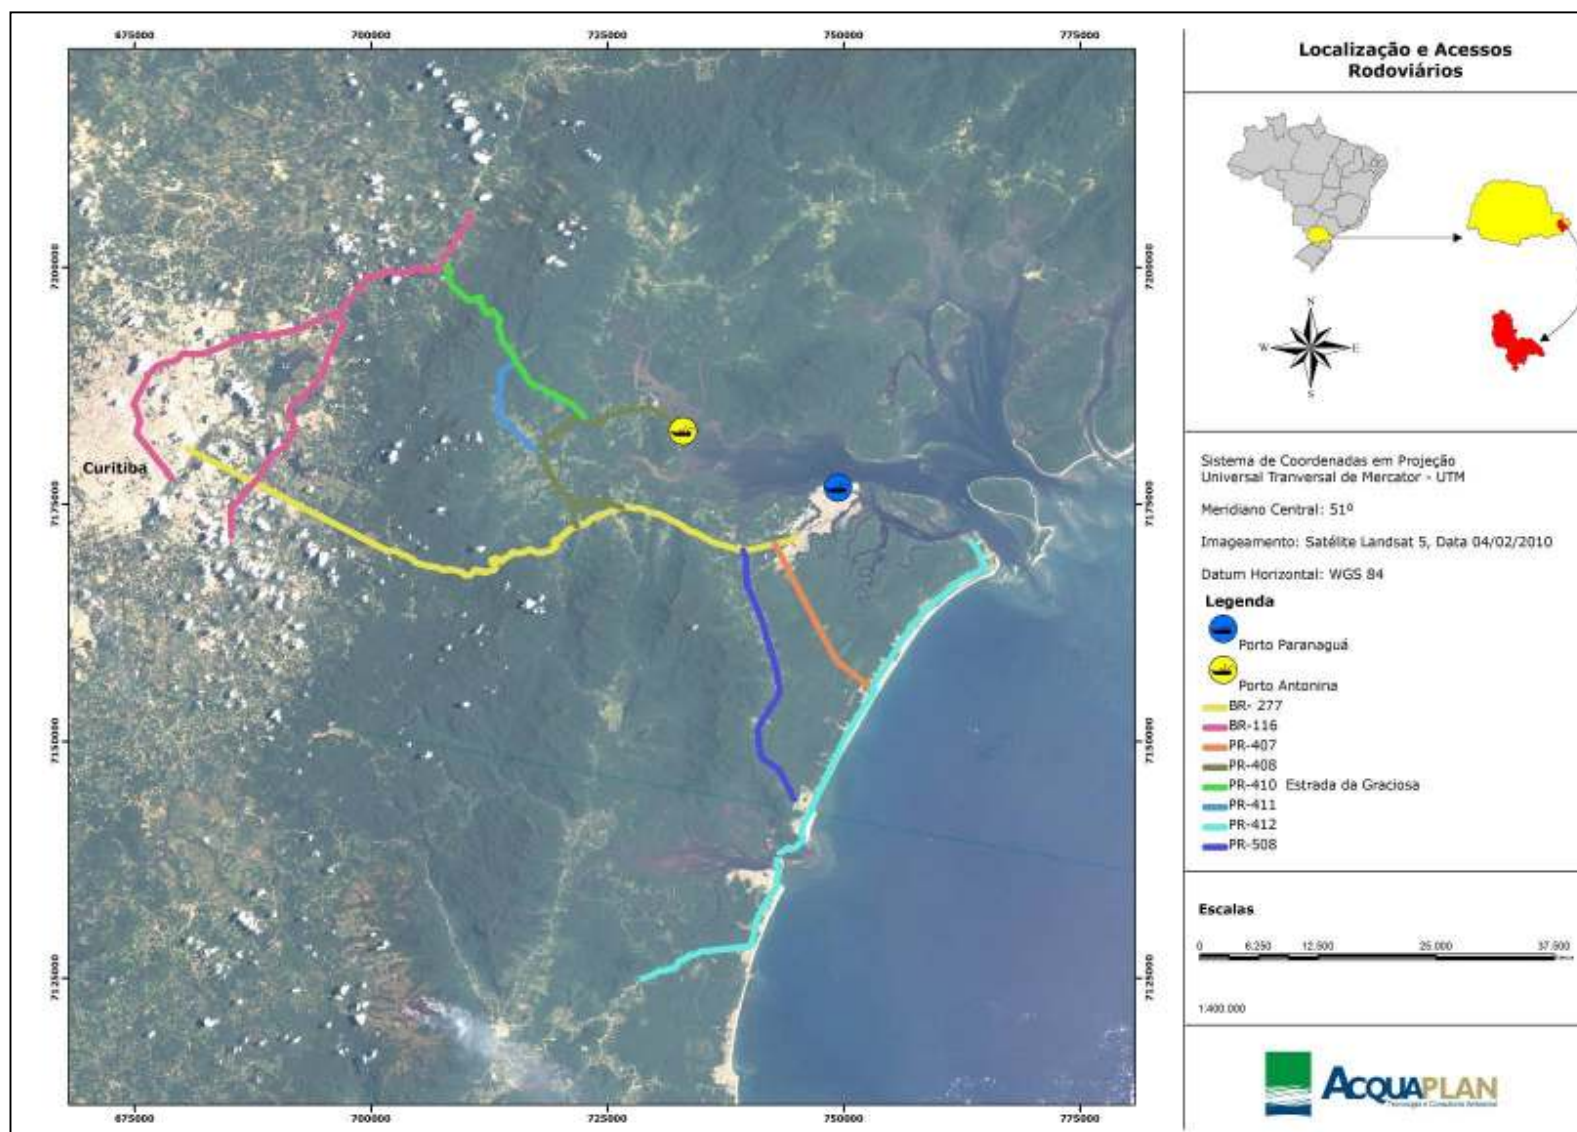 675000 700000 725000 750000 775000
7200000 7200000
7175000 7175000
7150000 7150000
7125000 7125000
Curitiba
675000 700000 725000 750000 775000
Localização e Acessos
Rodoviários
N
W E
S
Sistema de Coordenadas em Projeção
Universal Tranversal de Mercator - UTM
Meridiano Central: 51º
Imageamento: Satélite Landsat 5, Data 04/02/2010
Datum Horizontal: WGS 84
Legenda
Porto Paranaguá
Porto Antonina
BR- 277
BR-116
PR-407
PR-408
PR-410 Estrada da Graciosa
PR-411
PR-412
PR-508
Escalas
0 6.250 12.500 25.000 37.500
1:400.000
ACQUAPLAN
Tecnologia e Consultoria Ambiental